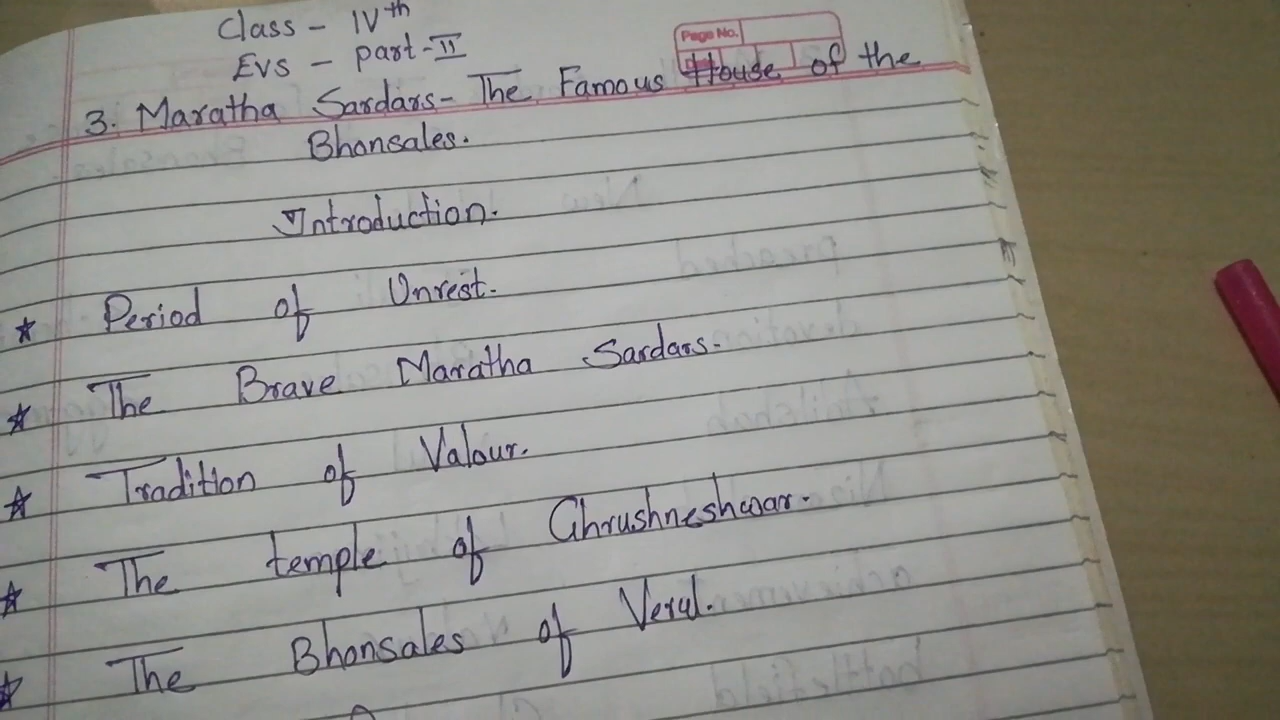 Class - IVth
EVS - part-II
Page No.
3. Maratha Sardars- The Famous House of the
Bhonsales.
Introduction.
☆ Period of Unrest.
☆ The Brave Maratha Sardars.
☆ Tradition of Valour.
☆ The temple of Ghrushneshwar.
☆ The Bhonsales of Verul.